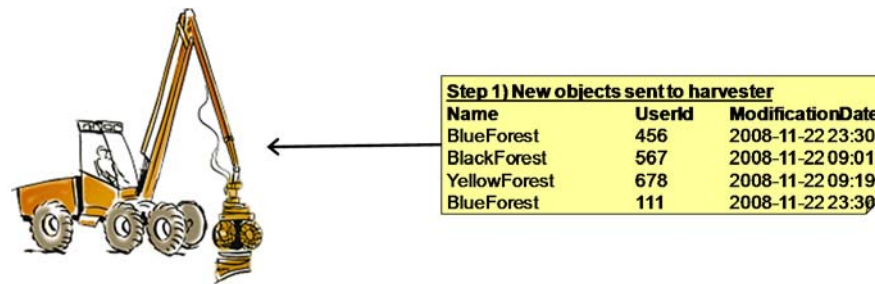 Step 1) New objects sent to harvester
Name UserId ModificationDate
BlueForest 456 2008-11-22 23:30
BlackForest 567 2008-11-22 09:01
YellowForest 678 2008-11-22 09:19
BlueForest 111 2008-11-22 23:30